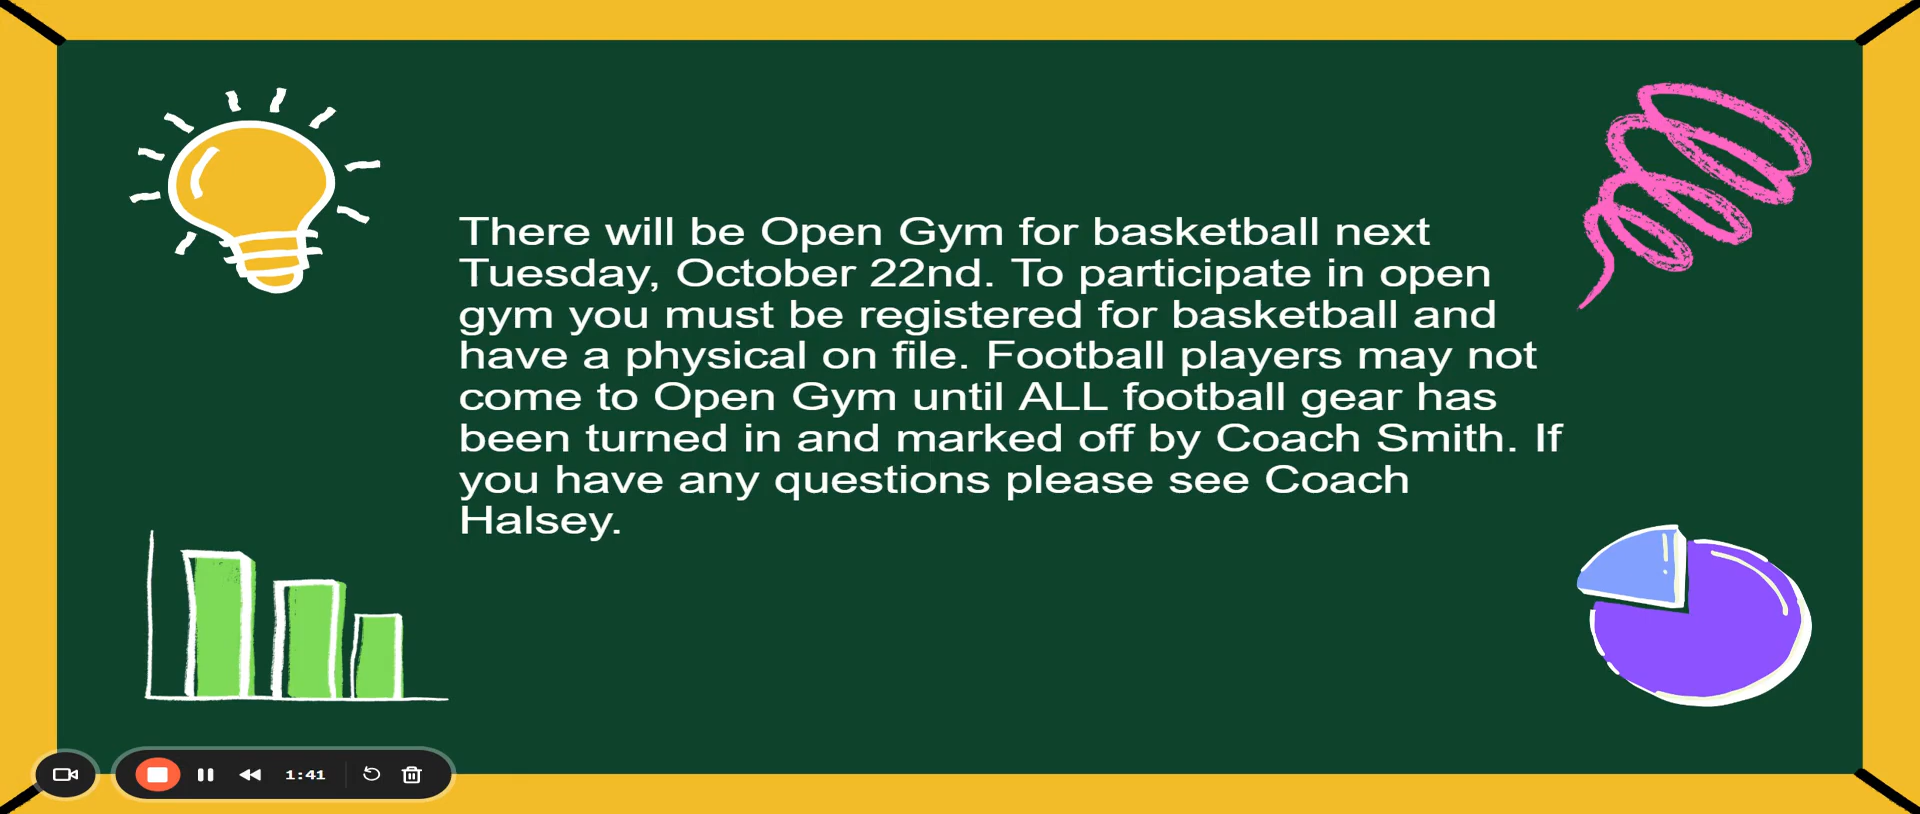 There will be Open Gym for basketball next
Tuesday, October 22nd. To participate in open
gym you must be registered for basketball and
have a physical on file. Football players may not
come to Open Gym until ALL football gear has
been turned in and marked off by Coach Smith. If
you have any questions please see Coach
Halsey.
1:41